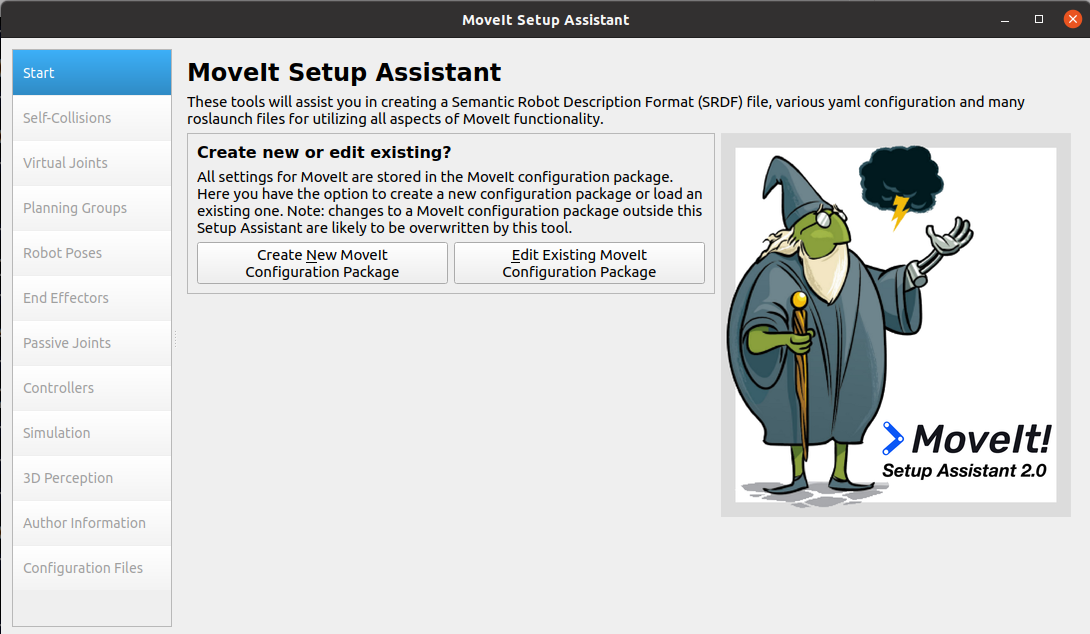 MoveIt Setup Assistant
Start
Self-Collisions
Virtual Joints
Planning Groups
Robot Poses
End Effectors
Passive Joints
Controllers
Simulation
3D Perception
Author Information
Configuration Files
MoveIt Setup Assistant
These tools will assist you in creating a Semantic Robot Description Format (SRDF) file, various yaml configuration and many
roslaunch files for utilizing all aspects of MoveIt functionality.
Create new or edit existing?
All settings for MoveIt are stored in the MoveIt configuration package.
Here you have the option to create a new configuration package or load an
existing one. Note: changes to a MoveIt configuration package outside this
Setup Assistant are likely to be overwritten by this tool.
Create New MoveIt
Configuration Package
Edit Existing MoveIt
Configuration Package
MoveIt!
Setup Assistant 2.0